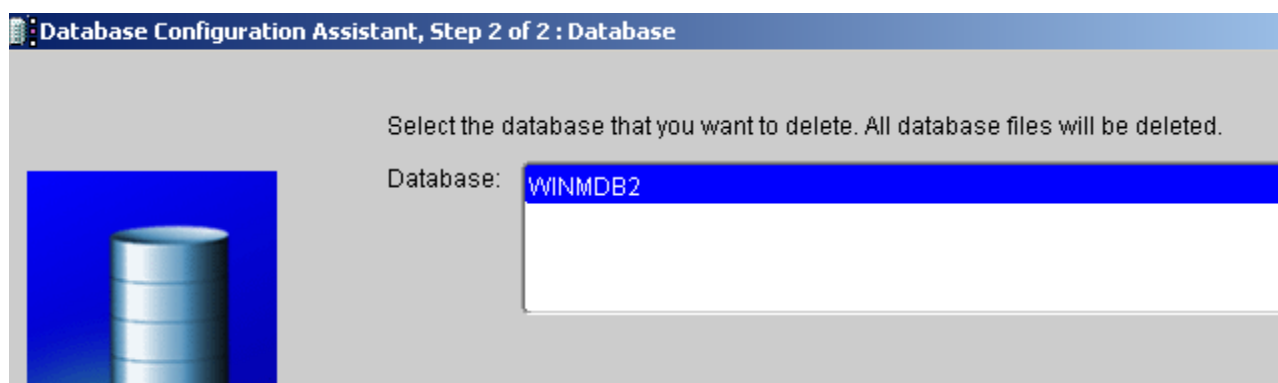 Database Configuration Assistant, Step 2 of 2 : Database
Select the database that you want to delete. All database files will be deleted.
Database:
WINMDB2